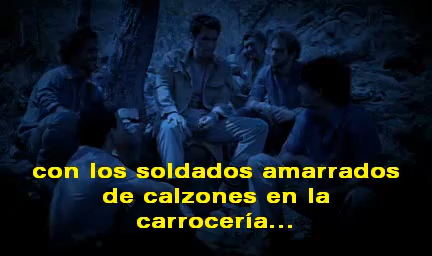 con los soldados amarrados
de calzones en la
carrocería...